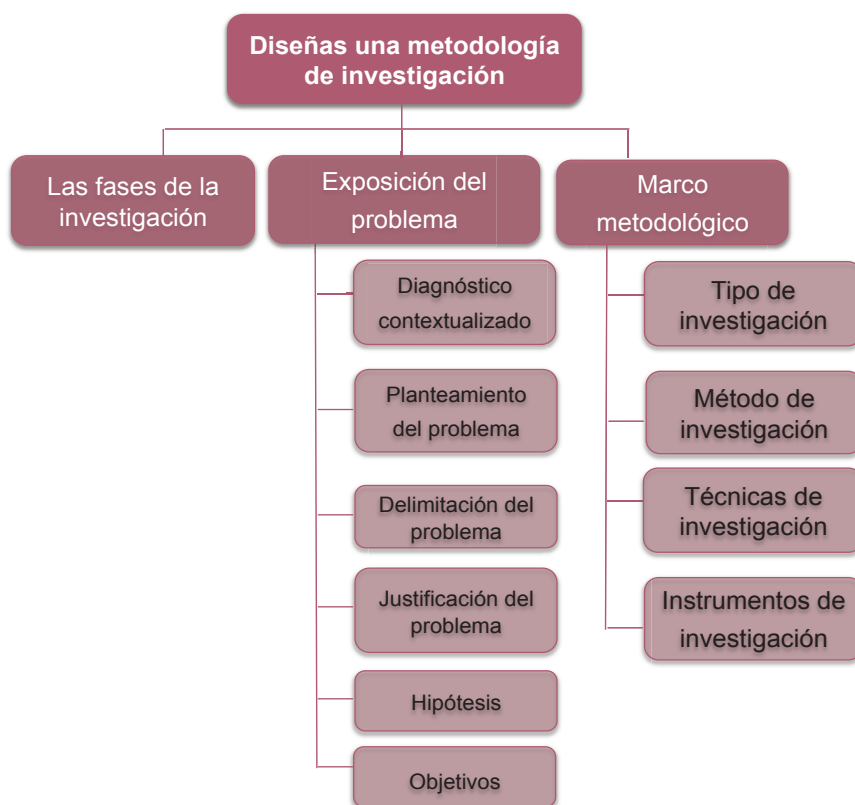 Diseñas una metodología
de investigación
Las fases de la
investigación
Exposición del
problema
Marco
metodológico
Diagnóstico
contextualizado
Planteamiento
del problema
Delimitación del
problema
Justificación del
problema
Hipótesis
Objetivos
Tipo de
investigación
Método de
investigación
Técnicas de
investigación
Instrumentos de
investigación